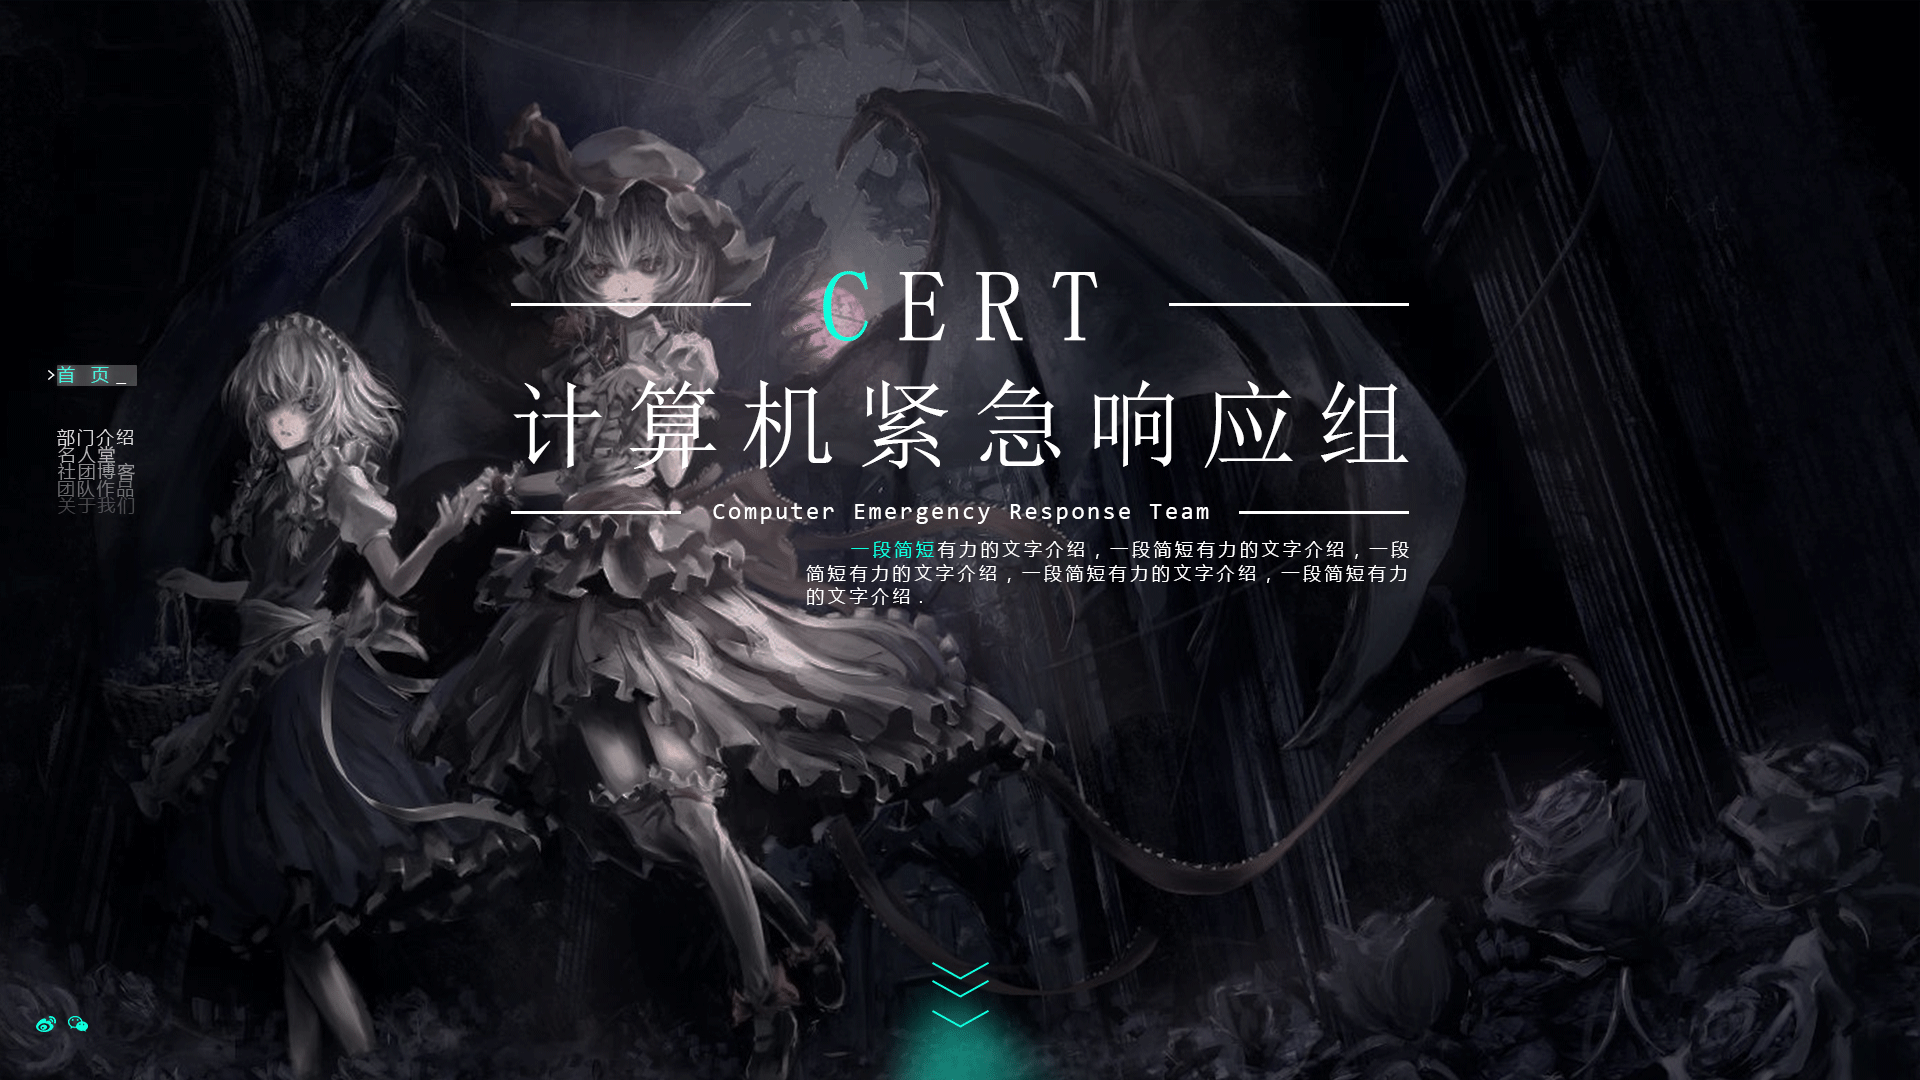 CERT
计算机紧急响应组
Computer Emergency Response Team
一段简短有力的文字介绍，一段简短有力的文字介绍，一段
简短有力的文字介绍，一段简短有力的文字介绍，一段简短有力
的文字介绍．
>首 页_
部门介绍
名人堂
社团博客
团队作品
关于我们